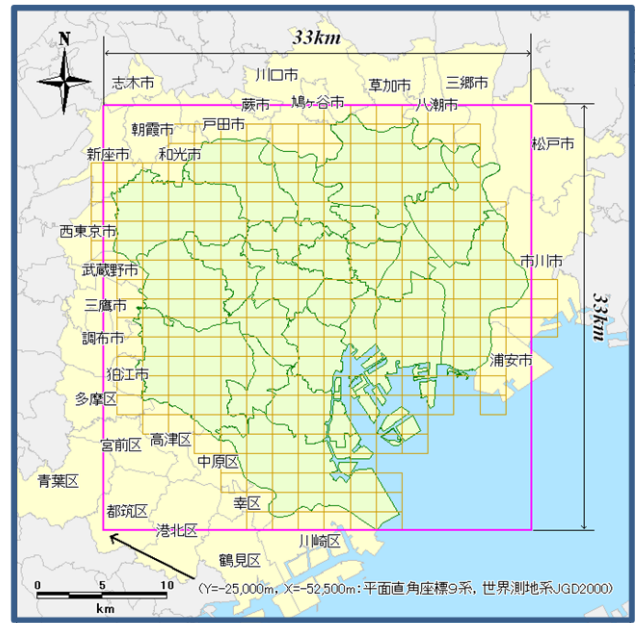 33km
N
川口市
志木市
草加市
三郷市
蕨市
鳩ヶ谷市
八潮市
戸田市
朝霞市
松戸市
新座市
和光市
西東京市
市川市
武蔵野市
三鷹市
33km
調布市
浦安市
狛江市
多摩区
宮前区
高津区
中原区
青葉区
幸区
都筑区
港北区
川崎区
鶴見区
(Y=-25,000m, X=-52,500m:平面直角座標9系, 世界測地系JGD2000)
0 5 10
km